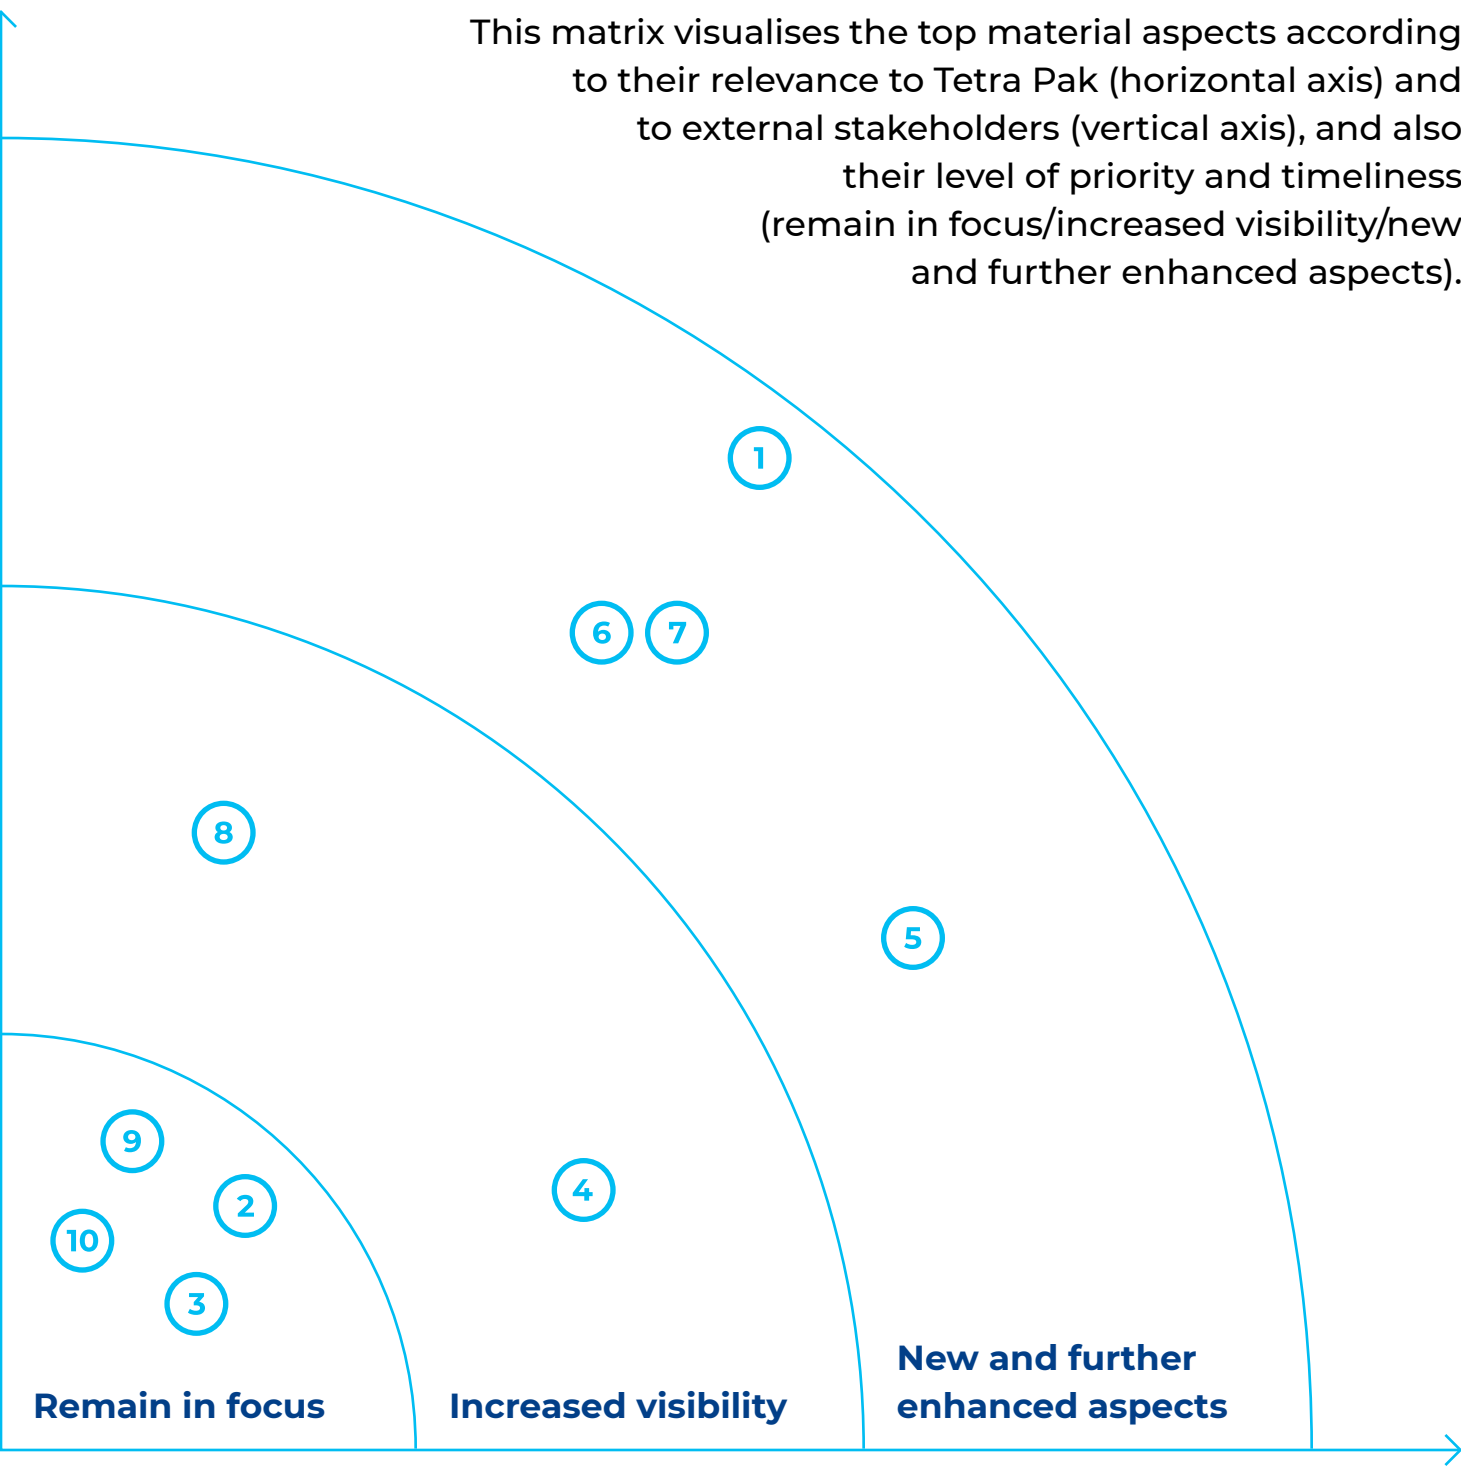 This matrix visualises the top material aspects according
to their relevance to Tetra Pak (horizontal axis) and
to external stakeholders (vertical axis), and also
their level of priority and timeliness
(remain in focus/increased visibility/new
and further enhanced aspects).
1
6 7
8
5
9
4
2
10
3
Remain in focus
Increased visibility
New and further
enhanced aspects